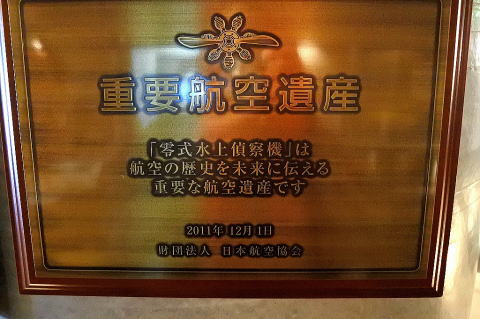 重要航空遺産
「零式水上偵察機」は
航空の歴史を未来に伝える
重要な航空遺産です
2011年 12月 1日
財団法人 日本航空協会